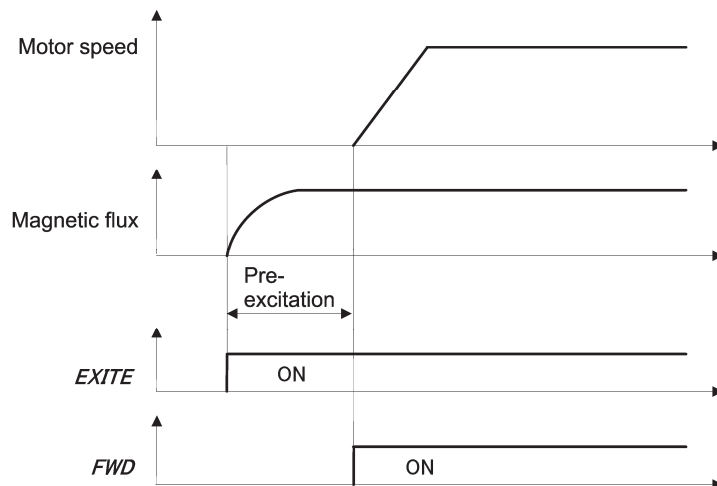 Motor speed
Magnetic flux
Pre-
excitation
EXITE
ON
FWD
ON